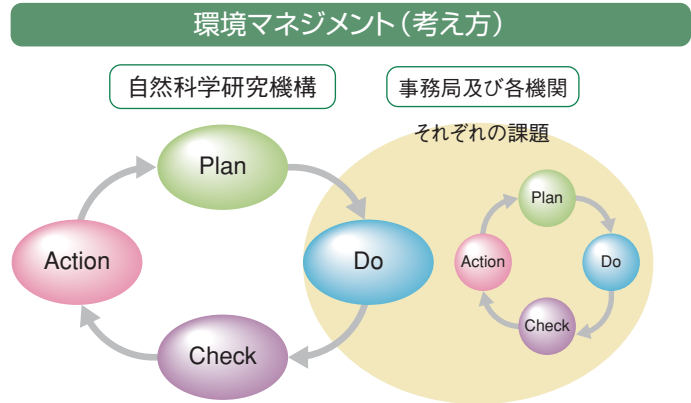 環境マネジメント（考え方）
自然科学研究機構
事務局及び各機関
それぞれの課題
Plan
Action
Do
Check
Plan
Action
Do
Check